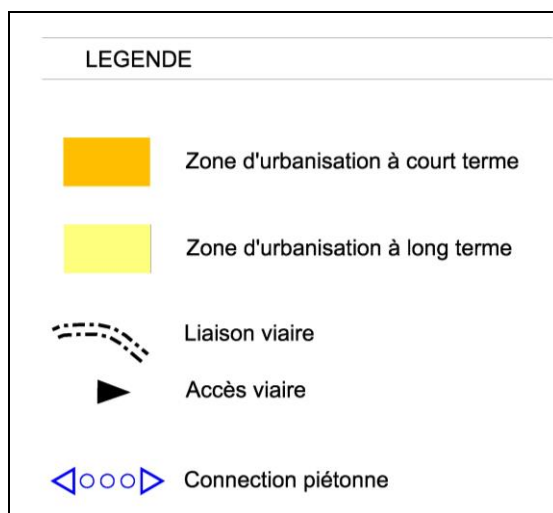 LEGENDE
Zone d'urbanisation à court terme
Zone d'urbanisation à long terme
Liaison viaire
Accès viaire
Connection piétonne